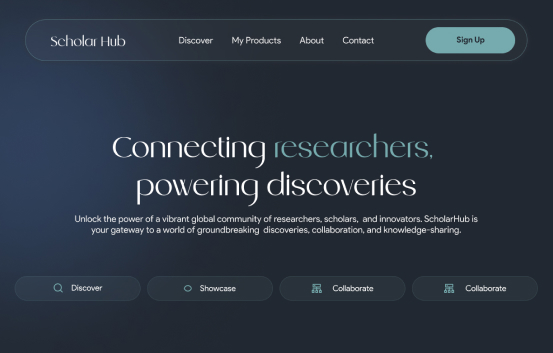 Scholar Hub
Discover
My Products
About
Contact
Sign Up
Connecting researchers,
powering discoveries
Unlock the power of a vibrant global community of researchers, scholars, and innovators. ScholarHub is
your gateway to a world of groundbreaking discoveries, collaboration, and knowledge-sharing.
Discover
Showcase
Collaborate
Collaborate